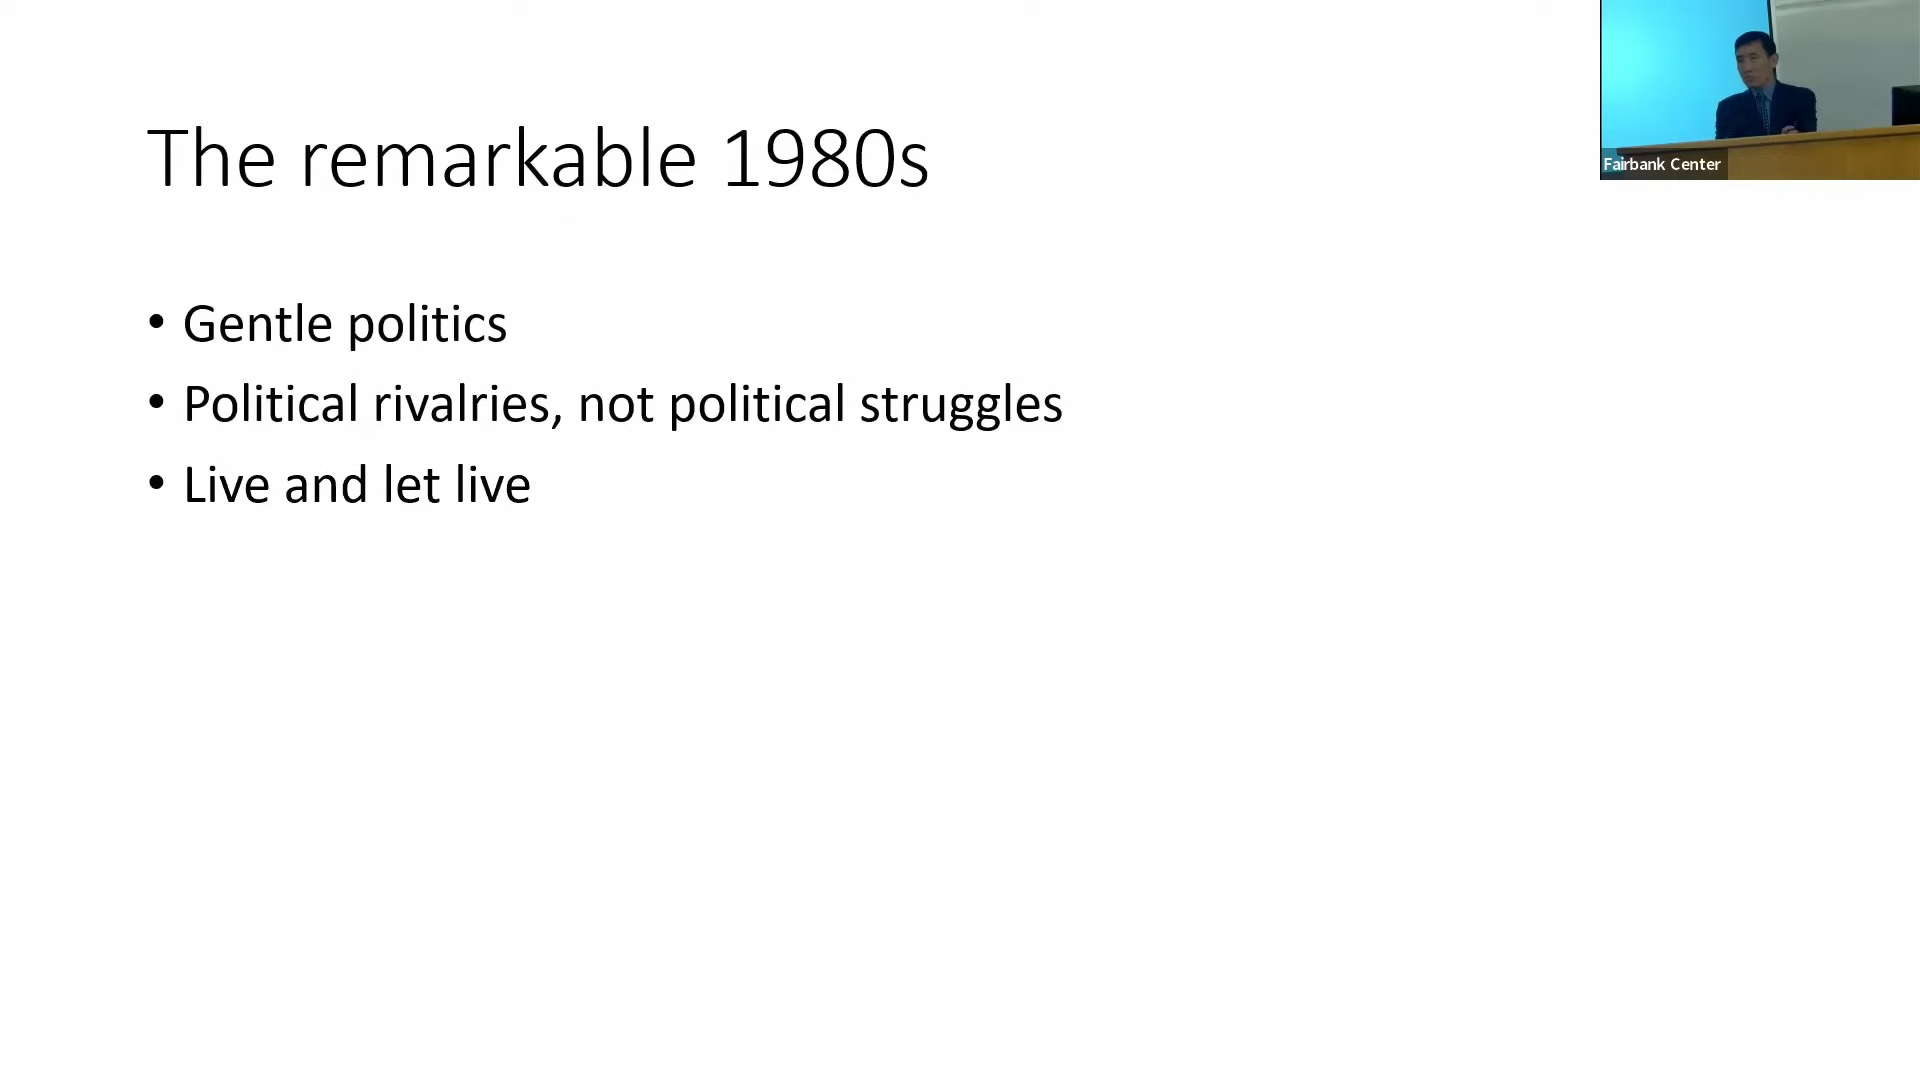 The remarkable 1980s
• Gentle politics
• Political rivalries, not political struggles
• Live and let live
Fairbank Center